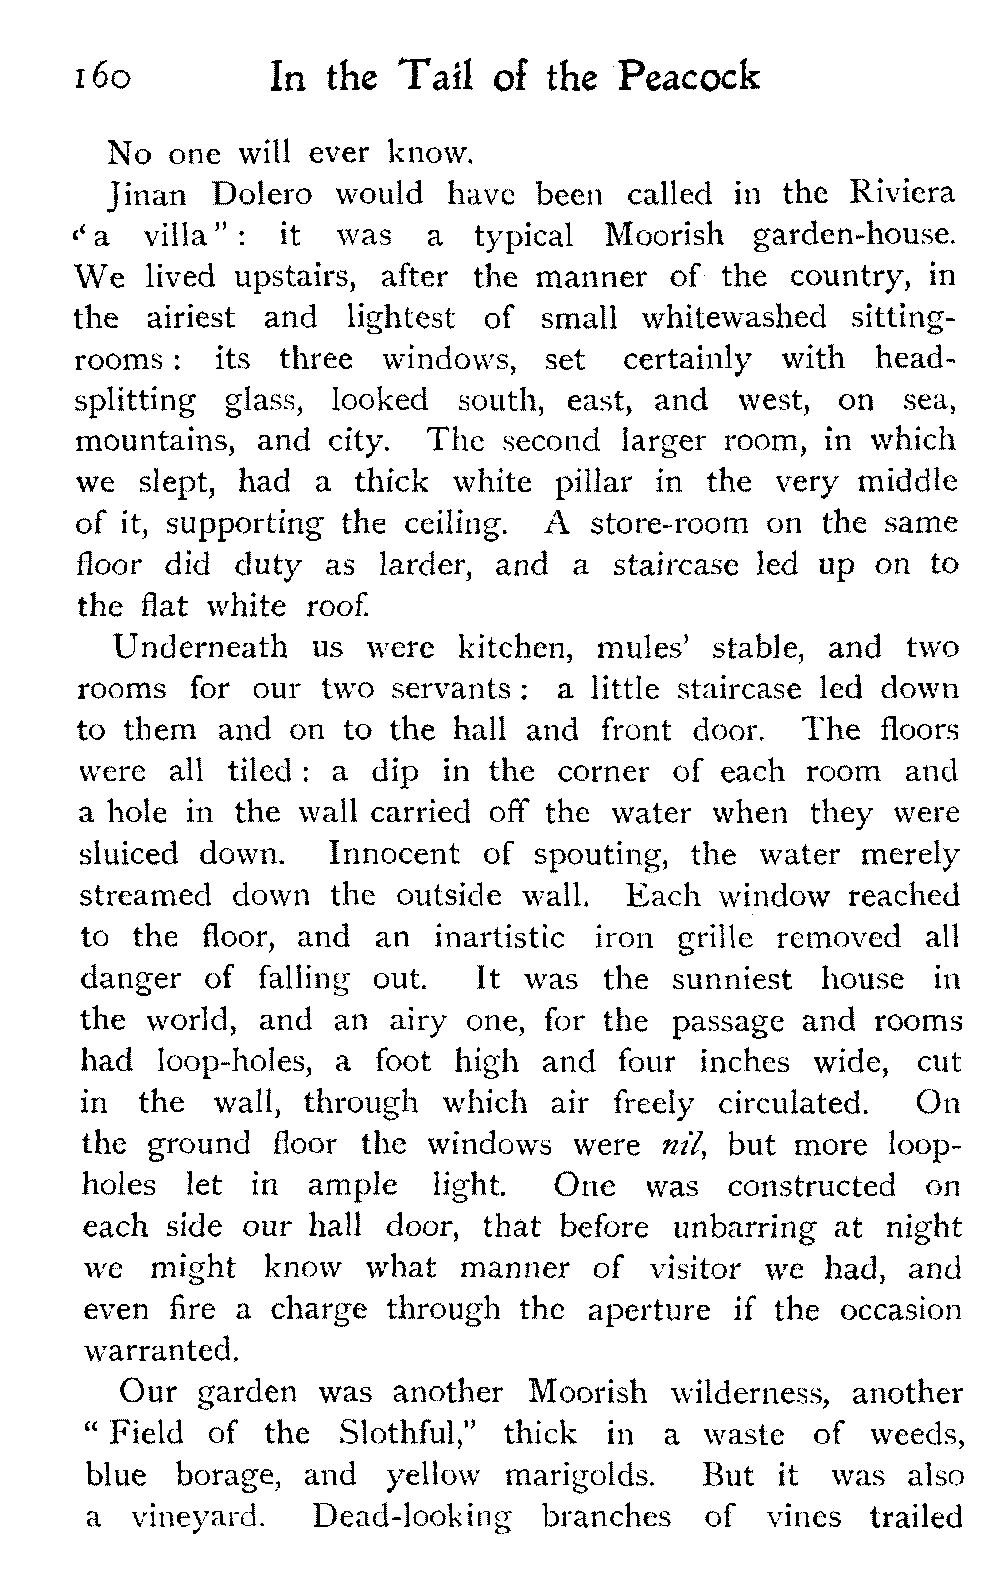 160 In the Tail of the Peacock
No one will ever know.
Jinan Dolero would have been called in the Riviera
“a villa”: it was a typical Moorish garden-house.
We lived upstairs, after the manner of the country, in
the airiest and lightest of small whitewashed sitting-
rooms: its three windows, set certainly with head-
splitting glass, looked south, east, and west, on sea,
mountains, and city. The second larger room, in which
we slept, had a thick white pillar in the very middle
of it, supporting the ceiling. A store-room on the same
floor did duty as larder, and a staircase led up on to
the flat white roof.
Underneath us were kitchen, mules’ stable, and two
rooms for our two servants: a little staircase led down
to them and on to the hall and front door. The floors
were all tiled: a dip in the corner of each room and
a hole in the wall carried off the water when they were
sluiced down. Innocent of spouting, the water merely
streamed down the outside wall. Each window reached
to the floor, and an inartistic iron grille removed all
danger of falling out. It was the sunniest house in
the world, and an airy one, for the passage and rooms
had loop-holes, a foot high and four inches wide, cut
in the wall, through which air freely circulated. On
the ground floor the windows were nil, but more loop-
holes let in ample light. One was constructed on
each side our hall door, that before unbarring at night
we might know what manner of visitor we had, and
even fire a charge through the aperture if the occasion
warranted.
Our garden was another Moorish wilderness, another
“Field of the Slothful,” thick in a waste of weeds,
blue borage, and yellow marigolds. But it was also
a vineyard. Dead-looking branches of vines trailed